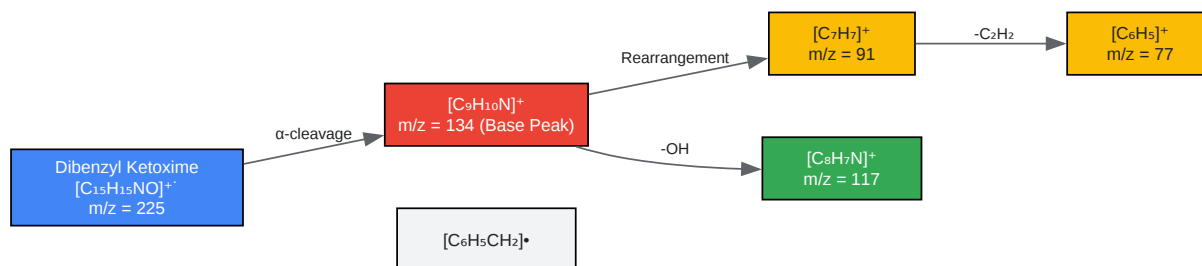 Dibenzyl Ketoxime
[C₁₅H₁₅NO]⁺˙
m/z = 225
α-cleavage
[C₉H₁₀N]⁺
m/z = 134 (Base Peak)
[C₆H₅CH₂]•
Rearrangement
-OH
[C₇H₇]⁺
m/z = 91
[C₈H₇N]⁺
m/z = 117
-C₂H₂
[C₆H₅]⁺
m/z = 77